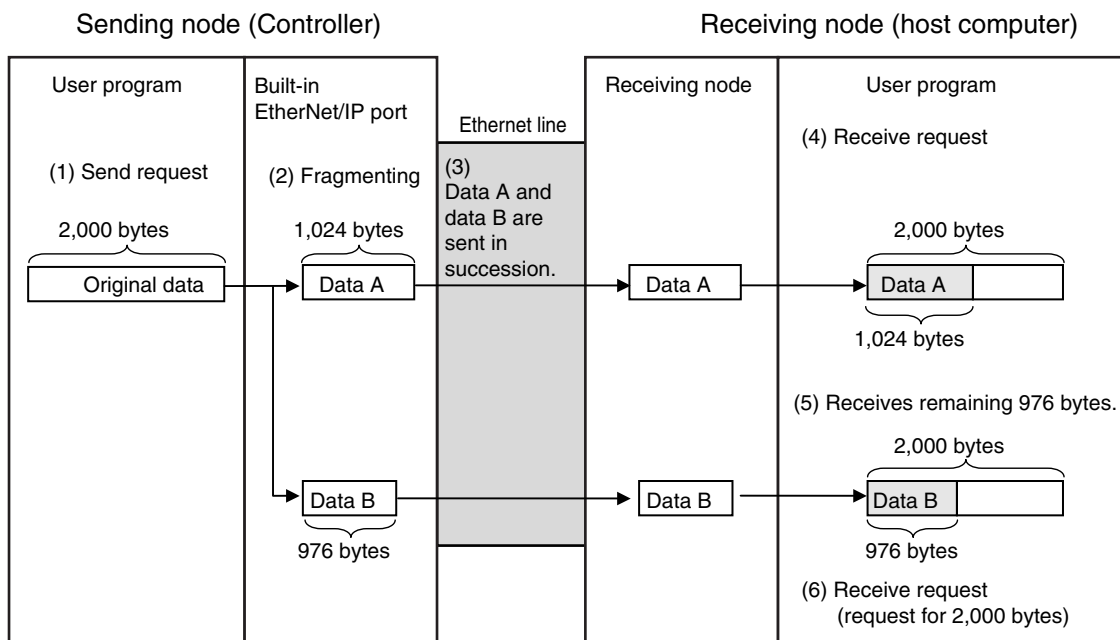 Sending node (Controller)
Receiving node (host computer)
User program
Built-in
EtherNet/IP port
Ethernet line
Receiving node
User program
(1) Send request
(2) Fragmenting
(3)
Data A and
data B are
sent in
succession.
(4) Receive request
2,000 bytes
1,024 bytes
2,000 bytes
Original data
Data A
Data A
Data A
1,024 bytes
(5) Receives remaining 976 bytes.
2,000 bytes
Data B
Data B
Data B
976 bytes
976 bytes
(6) Receive request
(request for 2,000 bytes)